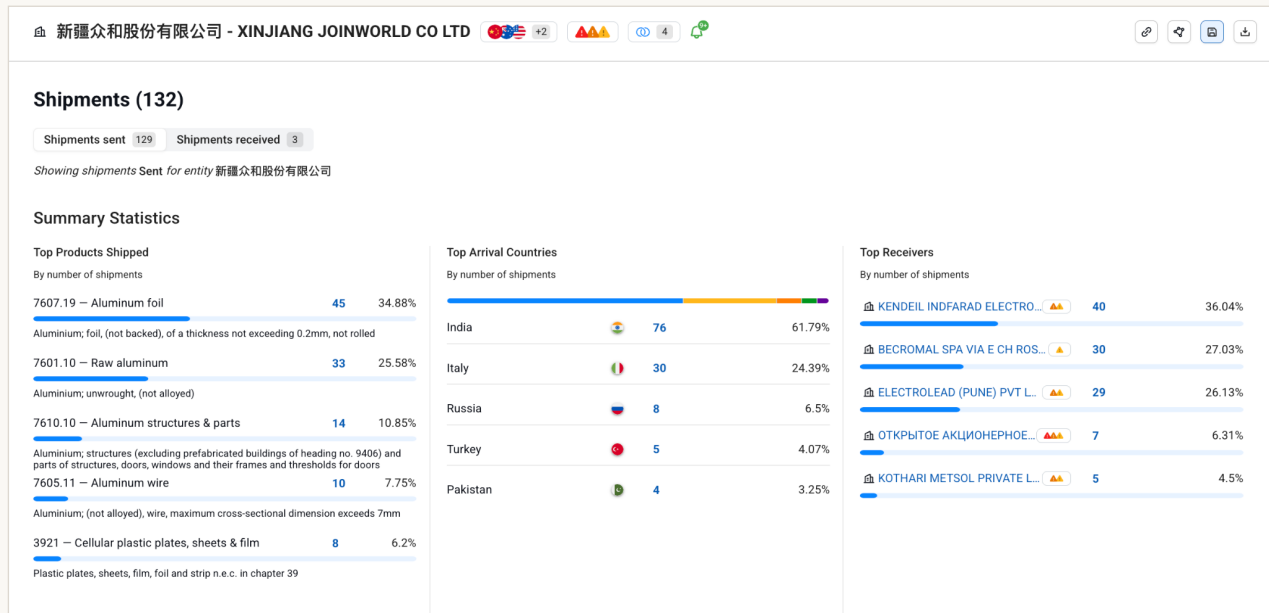 新疆众和股份有限公司 - XINJIANG JOINWORLD CO LTD +2 4 9+
Shipments (132)
Shipments sent 129 Shipments received 3
Showing shipments Sent for entity 新疆众和股份有限公司
Summary Statistics
Top Products Shipped
By number of shipments
7607.19 — Aluminum foil 45 34.88%
Aluminum; foil, (not backed), of a thickness not exceeding 0.2mm, not rolled
7601.10 — Raw aluminum 33 25.58%
Aluminum; unwrought, (not alloyed)
7610.10 — Aluminum structures & parts 14 10.85%
Aluminum; structures (excluding prefabricated buildings of heading no. 9406) and
parts of structures, doors, windows and their frames and thresholds for doors
7605.11 — Aluminum wire 10 7.75%
Aluminum; (not alloyed), wire, maximum cross-sectional dimension exceeds 7mm
3921 — Cellular plastic plates, sheets & film 8 6.2%
Plastic plates, sheets, film, foil and strip n.e.c. in chapter 39
Top Arrival Countries
By number of shipments
India 76 61.79%
Italy 30 24.39%
Russia 8 6.5%
Turkey 5 4.07%
Pakistan 4 3.25%
Top Receivers
By number of shipments
KENDEIL INDFARAD ELECTRO... 40 36.04%
BECROMAL SPA VIA E CH ROS... 30 27.03%
ELECTROLEAD (PUNE) PVT L... 29 26.13%
ОТКРЫТОЕ АКЦИОНЕРНОЕ... 7 6.31%
KOTHARI METSOL PRIVATE L... 5 4.5%